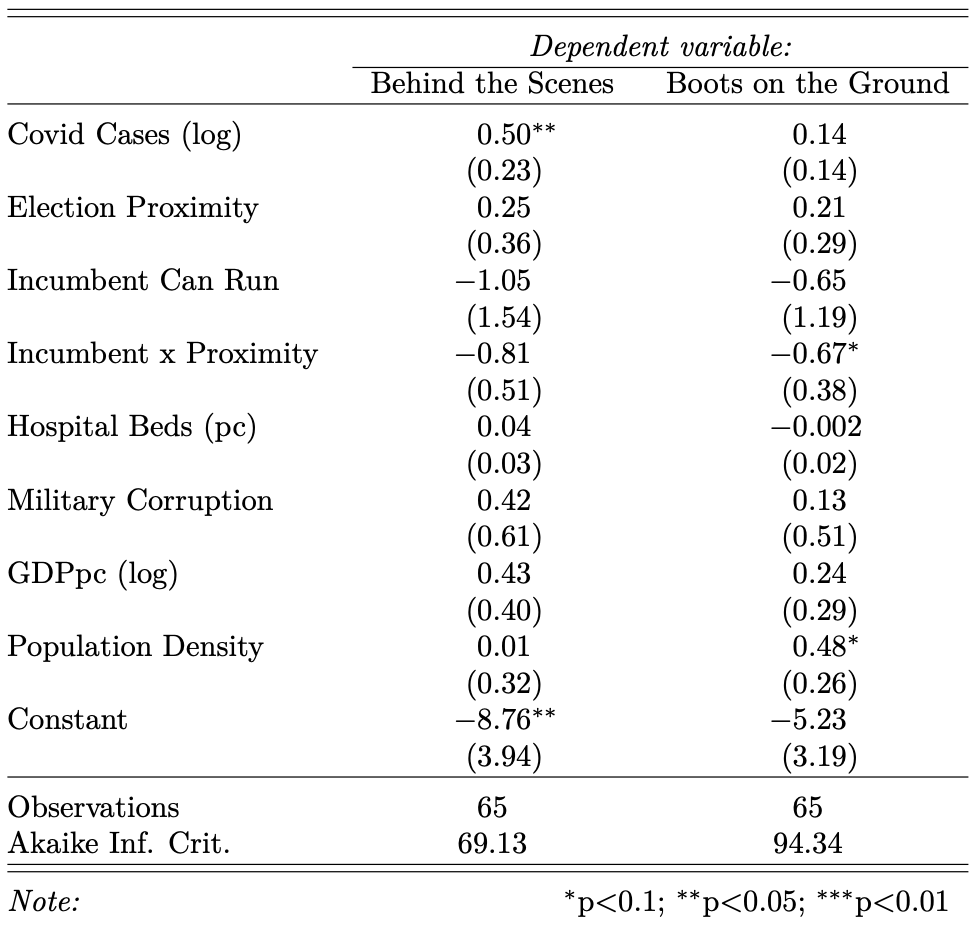 Dependent variable:
Behind the Scenes Boots on the Ground
Covid Cases (log) 0.50** 0.14
(0.23) (0.14)
Election Proximity 0.25 0.21
(0.36) (0.29)
Incumbent Can Run −1.05 −0.65
(1.54) (1.19)
Incumbent x Proximity −0.81 −0.67*
(0.51) (0.38)
Hospital Beds (pc) 0.04 −0.002
(0.03) (0.02)
Military Corruption 0.42 0.13
(0.61) (0.51)
GDPpc (log) 0.43 0.24
(0.40) (0.29)
Population Density 0.01 0.48*
(0.32) (0.26)
Constant −8.76** −5.23
(3.94) (3.19)
Observations 65 65
Akaike Inf. Crit. 69.13 94.34
Note: *p<0.1; **p<0.05; ***p<0.01